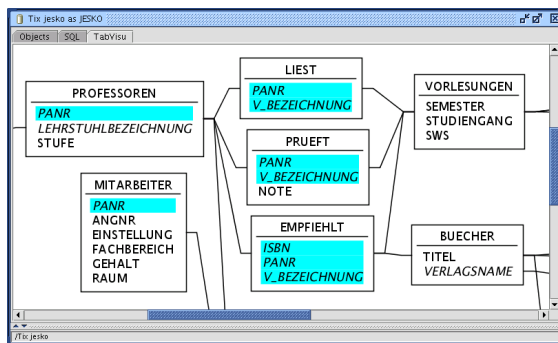 Tix jesko as JESKO
Objects SQL TabVisu
PROFESSOREN
PANR
LEHRSTUHLBEZEICHNUNG
STUFE
MITARBEITER
PANR
ANGNR
EINSTELLUNG
FACHBEREICH
GEHALT
RAUM
LIEST
PANR
V_BEZEICHNUNG
PRUEFT
PANR
V_BEZEICHNUNG
NOTE
EMPFIEHLT
ISBN
PANR
V_BEZEICHNUNG
VORLESUNGEN
SEMESTER
STUDIENGANG
SWS
BUECHER
TITEL
VERLAGSNAME
/Tix jesko